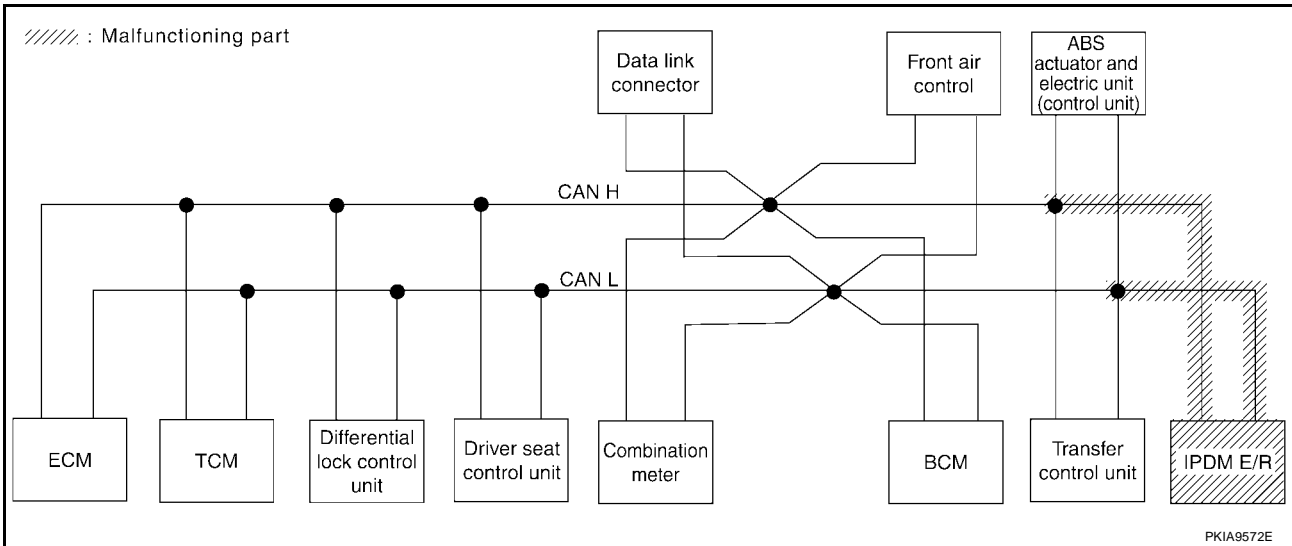 : Malfunctioning part
Data link
connector
Front air
control
ABS
actuator and
electric unit
(control unit)
CAN H
CAN L
ECM
TCM
Differential
lock control
unit
Driver seat
control unit
Combination
meter
BCM
Transfer
control unit
IPDM E/R
PKIA9572E